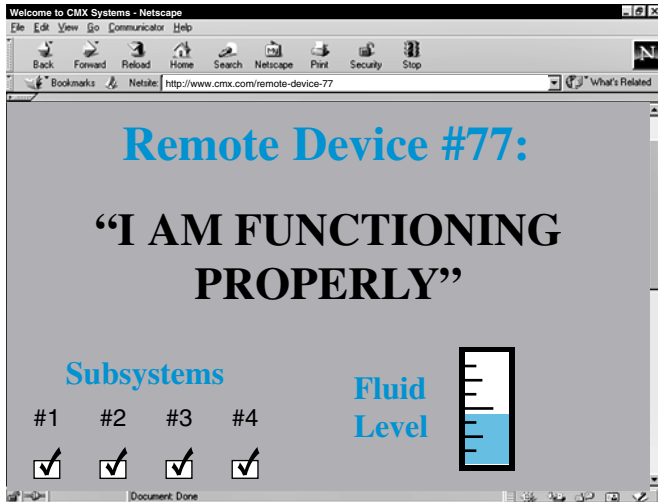 Welcome to CMX Systems - Netscape
File Edit View Go Communicator Help
Back Forward Reload Home Search Netscape Print Security Stop
N
Bookmarks Netsite: http://www.cmx.com/remote-device-77 What's Related
Remote Device #77:
“I AM FUNCTIONING
PROPERLY”
Subsystems
#1 #2 #3 #4
Fluid
Level
Document: Done